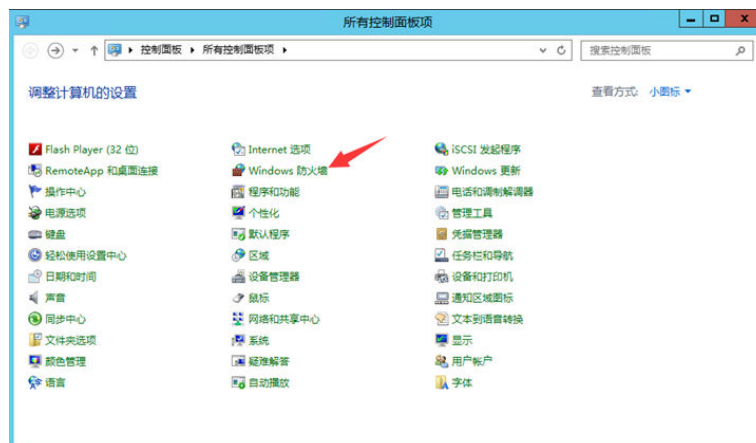 所有控制面板项
控制面板 所有控制面板项 搜索控制面板
调整计算机的设置 查看方式: 小图标
Flash Player (32 位) Internet 选项 iSCSI 发起程序
RemoteApp 和桌面连接 Windows 防火墙 Windows 更新
操作中心 程序和功能 电话和调制解调器
电源选项 个性化 管理工具
键盘 默认程序 凭据管理器
轻松使用设置中心 区域 任务栏和导航
日期和时间 设备管理器 设备和打印机
声音 鼠标 通知区域图标
同步中心 网络和共享中心 文本到语音转换
文件夹选项 系统 显示
颜色管理 疑难解答 用户帐户
语言 自动播放 字体